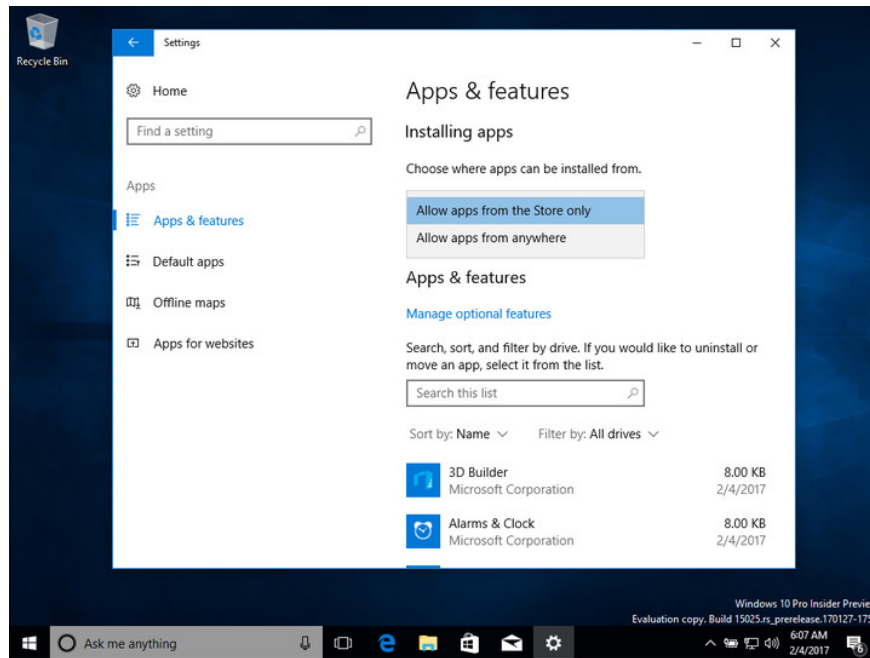 Recycle Bin
Settings
Home
Find a setting
Apps
Apps & features
Default apps
Offline maps
Apps for websites
Apps & features
Installing apps
Choose where apps can be installed from.
Allow apps from the Store only
Allow apps from anywhere
Apps & features
Manage optional features
Search, sort, and filter by drive. If you would like to uninstall or
move an app, select it from the list.
Search this list
Sort by: Name Filter by: All drives
3D Builder 8.00 KB
Microsoft Corporation 2/4/2017
Alarms & Clock 8.00 KB
Microsoft Corporation 2/4/2017
Windows 10 Pro Insider Previe
Evaluation copy. Build 15025.rs_prerelease.170127-175
Ask me anything
6:07 AM
2/4/2017
6